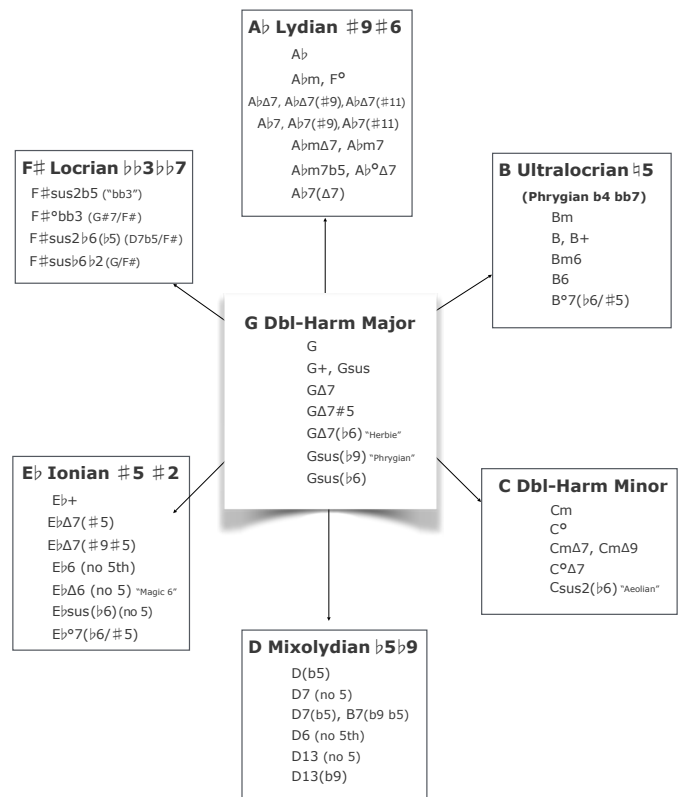 A♭ Lydian ♯9♯6
A♭
A♭m, F°
A♭Δ7, A♭Δ7(♯9),A♭Δ7(♯11)
A♭7, A♭7(♯9),A♭7(♯11)
A♭mΔ7, A♭m7
A♭m7b5, A♭°Δ7
A♭7(Δ7)
F♯ Locrian ♭♭3♭♭7
F♯sus2b5 (“bb3”)
F♯°bb3 (G#7/F#)
F♯sus2♭6(♭5) (D7b5/F#)
F♯sus♭6♭2 (G/F#)
B Ultralocrian ♮5
(Phrygian b4 bb7)
Bm
B, B+
Bm6
B6
B°7(♭6/♯5)
G Dbl-Harm Major
G
G+, Gsus
GΔ7
GΔ7#5
GΔ7(♭6) “Herbie”
Gsus(♭9) “Phrygian”
Gsus(♭6)
E♭ Ionian ♯5 ♯2
E♭+
E♭Δ7(♯5)
E♭Δ7(♯9♯5)
E♭6 (no 5th)
E♭Δ6 (no 5) “Magic 6”
E♭sus(♭6) (no 5)
E♭°7(♭6/♯5)
C Dbl-Harm Minor
Cm
C°
CmΔ7, CmΔ9
C°Δ7
Csus2(♭6) “Aeolian”
D Mixolydian ♭5♭9
D(b5)
D7 (no 5)
D7(b5), B7(b9 b5)
D6 (no 5th)
D13 (no 5)
D13(b9)